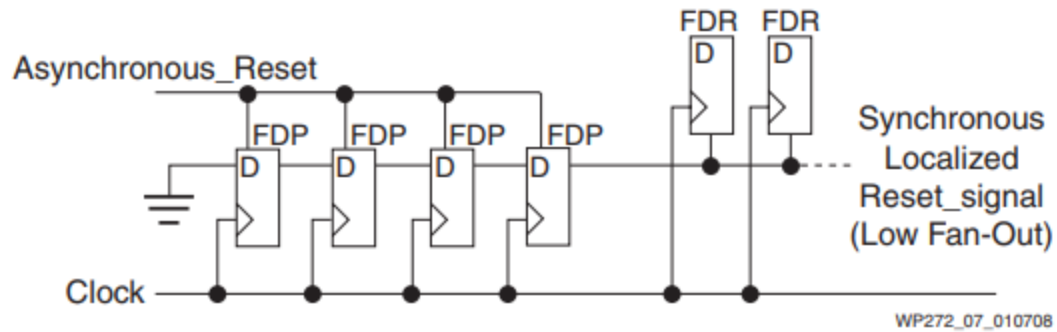 FDR FDR
D D
Asynchronous_Reset
FDP FDP FDP FDP
D D D D
Synchronous
Localized
Reset_signal
(Low Fan-Out)
Clock
WP272_07_010708